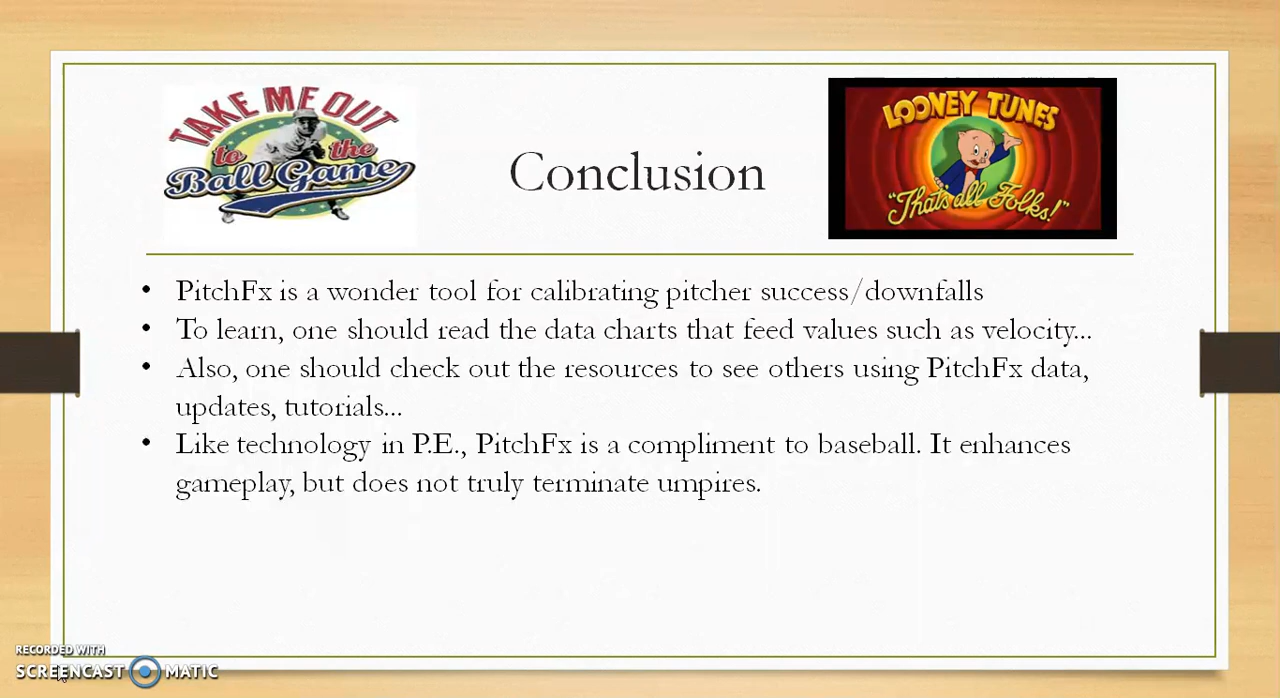 TAKE ME OUT
to the
Ball Game
LOONEY TUNES
"That's all Folks!"
Conclusion
• PitchFx is a wonder tool for calibrating pitcher success/downfalls
• To learn, one should read the data charts that feed values such as velocity...
• Also, one should check out the resources to see others using PitchFx data,
updates, tutorials...
• Like technology in P.E., PitchFx is a compliment to baseball. It enhances
gameplay, but does not truly terminate umpires.
RECORDED WITH
SCREENCAST MATIC